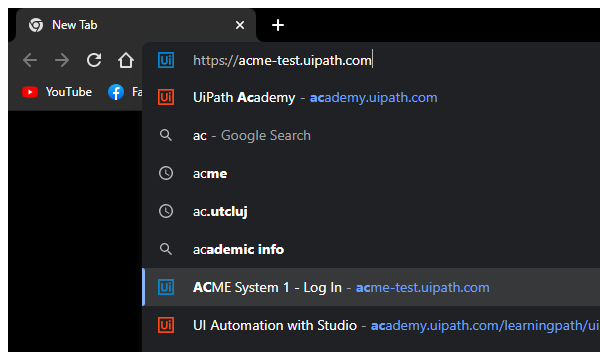 New Tab
https://acme-test.uipath.com
YouTube
Ui UiPath Academy - academy.uipath.com
ac - Google Search
acme
ac.utcluj
academic info
Ui ACME System 1 - Log In - acme-test.uipath.com
Ui UI Automation with Studio - academy.uipath.com/learningpath/ui